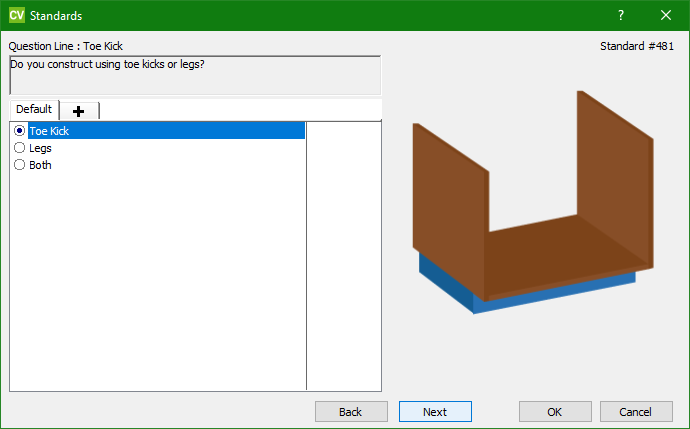 CV Standards ?
Question Line : Toe Kick
Standard #481
Do you construct using toe kicks or legs?
Default
Toe Kick
Legs
Both
Back Next OK Cancel